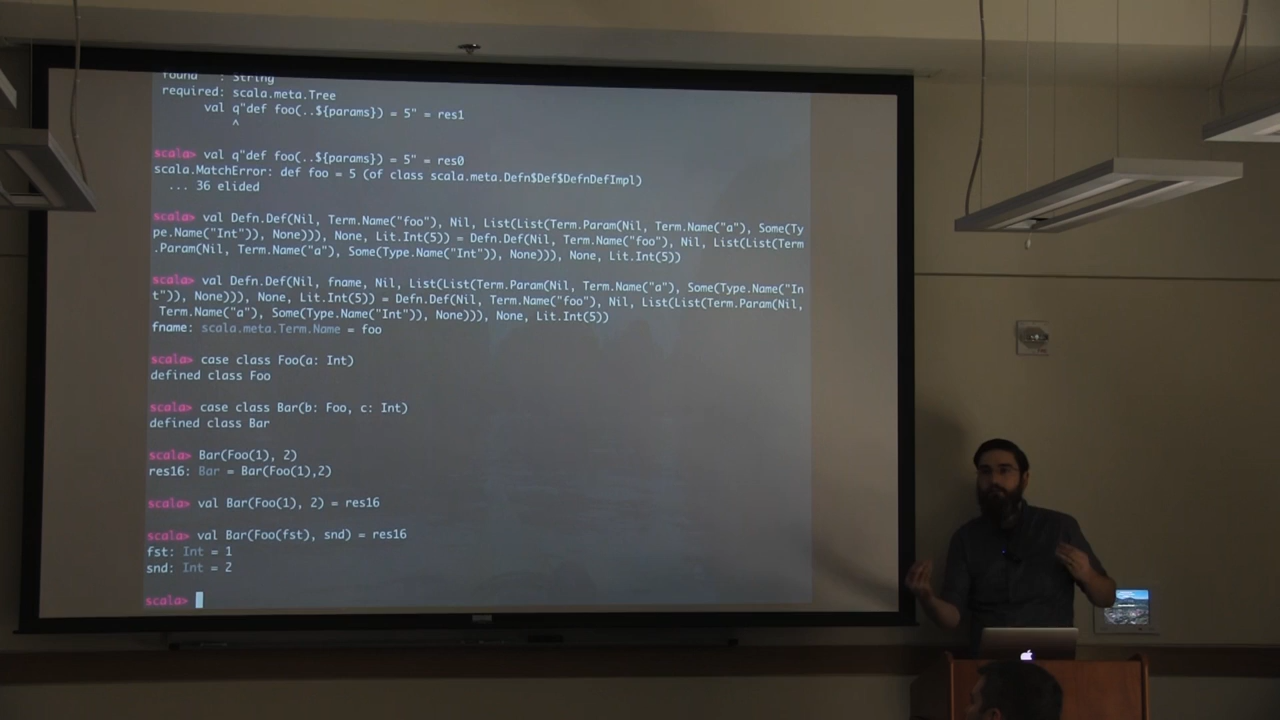 found : String
required: scala.meta.Tree
val q"def foo(..${params}) = 5" = res1
^
scala> val q"def foo(..${params}) = 5" = res0
scala.MatchError: def foo = 5 (of class scala.meta.Defn$Def$DefnDefImpl)
... 36 elided
scala> val Defn.Def(Nil, Term.Name("foo"), Nil, List(List(Term.Param(Nil, Term.Name("a"), Some(Ty
pe.Name("Int")), None))), None, Lit.Int(5)) = Defn.Def(Nil, Term.Name("foo"), Nil, List(List(Term
.Param(Nil, Term.Name("a"), Some(Type.Name("Int")), None))), None, Lit.Int(5))
scala> val Defn.Def(Nil, fname, Nil, List(List(Term.Param(Nil, Term.Name("a"), Some(Type.Name("In
t")), None))), None, Lit.Int(5)) = Defn.Def(Nil, Term.Name("foo"), Nil, List(List(Term.Param(Nil,
Term.Name("a"), Some(Type.Name("Int")), None))), None, Lit.Int(5))
fname: scala.meta.Term.Name = foo
scala> case class Foo(a: Int)
defined class Foo
scala> case class Bar(b: Foo, c: Int)
defined class Bar
scala> Bar(Foo(1), 2)
res16: Bar = Bar(Foo(1),2)
scala> val Bar(Foo(1), 2) = res16
scala> val Bar(Foo(fst), snd) = res16
fst: Int = 1
snd: Int = 2
scala>